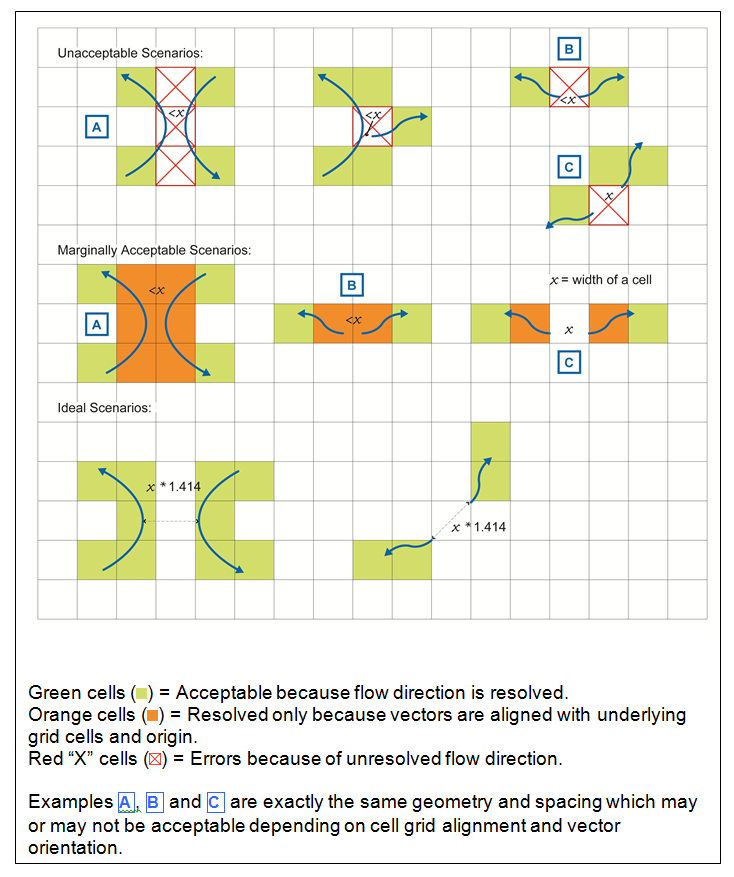 Unacceptable Scenarios:
B
<x
<x
<x
A
C
x
Marginally Acceptable Scenarios:
x = width of a cell
B
<x
A
<x
x
C
Ideal Scenarios:
x * 1.414
x * 1.414
Green cells (■) = Acceptable because flow direction is resolved.
Orange cells (■) = Resolved only because vectors are aligned with underlying
grid cells and origin.
Red “X” cells (☒) = Errors because of unresolved flow direction.
Examples A, B and C are exactly the same geometry and spacing which may
or may not be acceptable depending on cell grid alignment and vector
orientation.